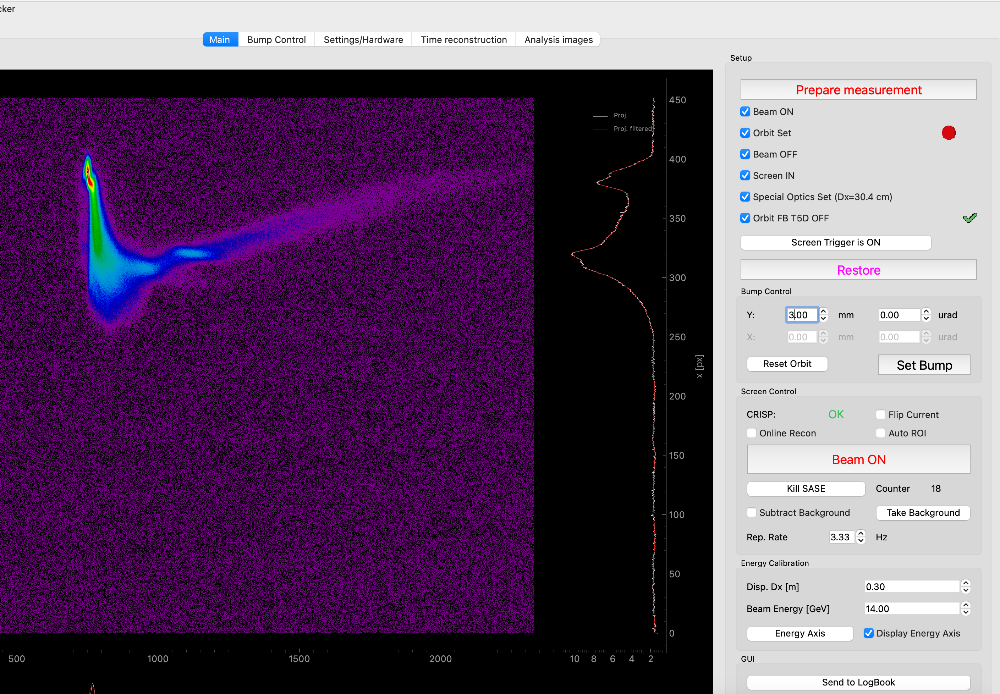 cker
Main Bump Control Settings/Hardware Time reconstruction Analysis images
Setup
Prepare measurement
Beam ON
Orbit Set
Beam OFF
Screen IN
Special Optics Set (Dx=30.4 cm)
Orbit FB T5D OFF
Screen Trigger is ON
Restore
Bump Control
Y: 3.00 mm 0.00 urad
X: 0.00 mm 0.00 urad
Reset Orbit Set Bump
Screen Control
CRISP: OK Flip Current
Online Recon Auto ROI
Beam ON
Kill SASE Counter 18
Subtract Background Take Background
Rep. Rate 3.33 Hz
Energy Calibration
Disp. Dx [m] 0.30
Beam Energy [GeV] 14.00
Energy Axis Display Energy Axis
GUI
Send to LogBook
Proj.
Proj. filtered
450
400
350
300
250
200
150
100
50
0
x [px]
500 1000 1500 2000
10 8 6 4 2